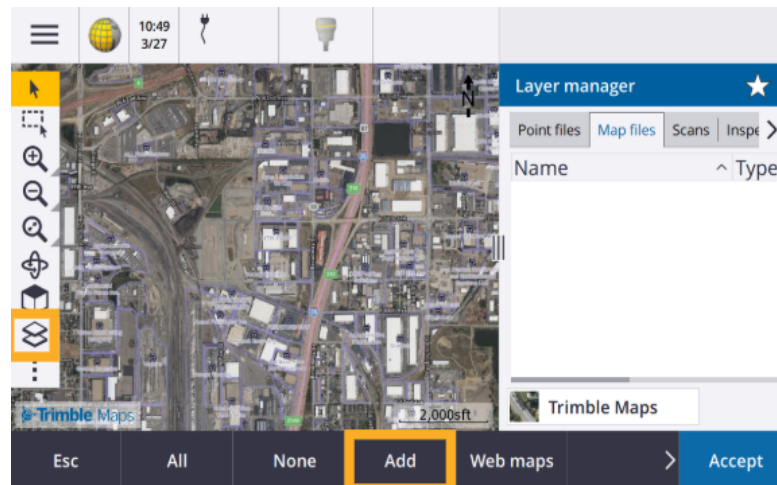 10:49
3/27
Layer manager
Point files
Map files
Scans
Inspe
Name
Type
N
Trimble Maps
2,000sft
Trimble Maps
Esc
All
None
Add
Web maps
Accept